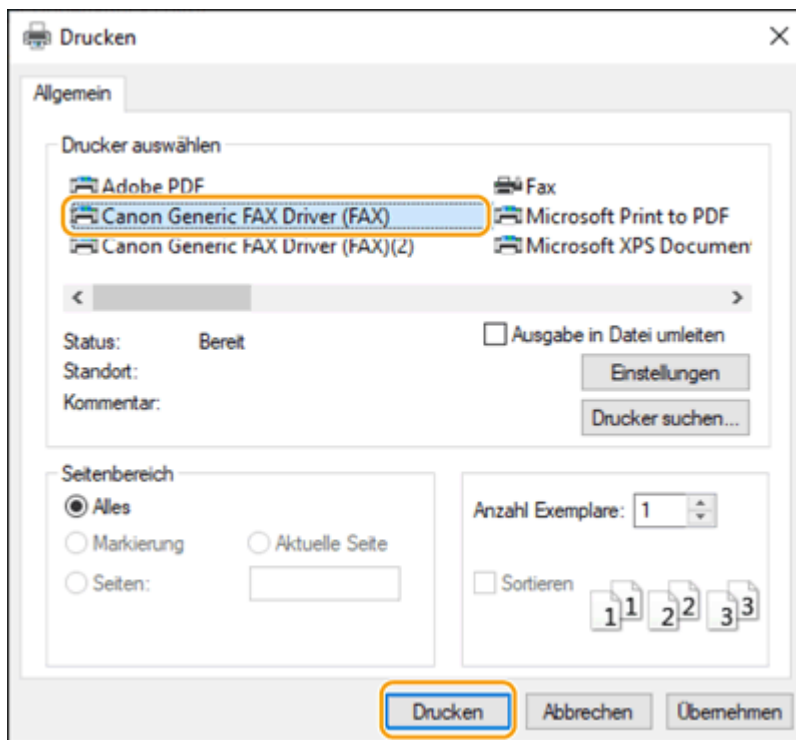 Drucken
Allgemein
Drucker auswählen
Adobe PDF Fax
Canon Generic FAX Driver (FAX) Microsoft Print to PDF
Canon Generic FAX Driver (FAX)(2) Microsoft XPS Documen
Status: Bereit Ausgabe in Datei umleiten
Standort: Einstellungen
Kommentar: Drucker suchen...
Seitenbereich
Alles Anzahl Exemplare: 1
Markierung Aktuelle Seite
Seiten: Sortieren 1 1 2 2 3 3
Drucken Abbrechen Übernehmen